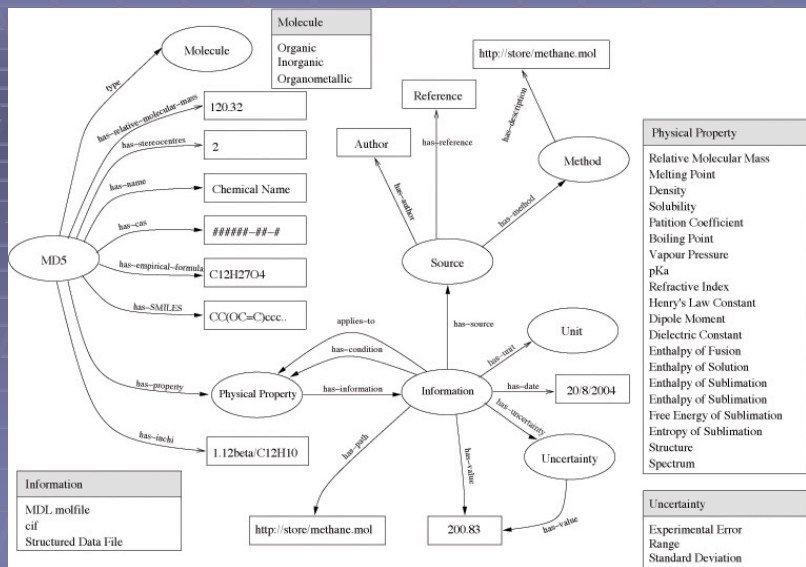 Molecule
Organic
Inorganic
Organometallic
Molecule
type
has-relative-molecular-mass
120.32
has-stereocentres
2
has-name
Chemical Name
has-cas
######-##-#
MD5
has-empirical-formula
C12H27O4
has-SMILES
CC(OC=C)ccc..
has-property
Physical Property
has-inchi
1.12beta/C12H10
http://store/methane.mol
has-description
Reference
has-reference
Author
has-author
Method
has-method
Source
has-source
applies-to
has-condition
has-information
Information
Unit
has-unit
has-date
20/8/2004
has-uncertainty
Uncertainty
has-path
has-value
has-value
http://store/methane.mol
200.83
Physical Property
Relative Molecular Mass
Melting Point
Density
Solubility
Patition Coefficient
Boiling Point
Vapour Pressure
pKa
Refractive Index
Henry's Law Constant
Dipole Moment
Dielectric Constant
Enthalpy of Fusion
Enthalpy of Solution
Enthalpy of Sublimation
Enthalpy of Sublimation
Free Energy of Sublimation
Entropy of Sublimation
Structure
Spectrum
Information
MDL molfile
cif
Structured Data File
Uncertainty
Experimental Error
Range
Standard Deviation